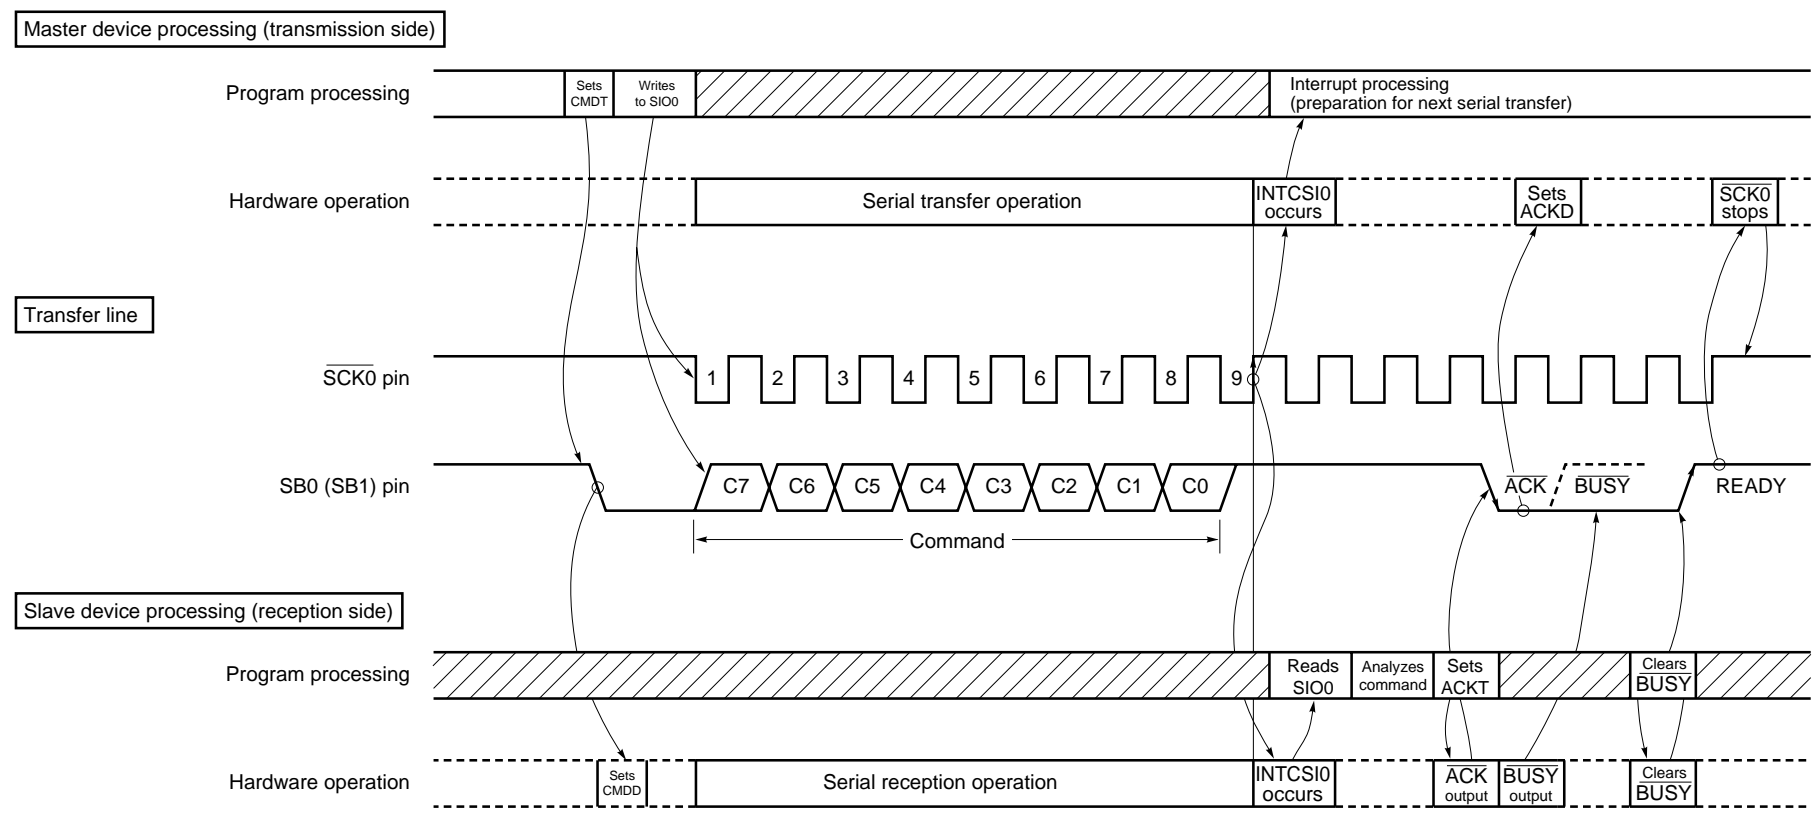 Master device processing (transmission side)
Program processing
Sets
CMDT
Writes
to SIO0
Interrupt processing
(preparation for next serial transfer)
Hardware operation
Serial transfer operation
INTCSI0
occurs
Sets
ACKD
SCK0
stops
Transfer line
SCK0 pin
1 2 3 4 5 6 7 8 9
SB0 (SB1) pin
C7 C6 C5 C4 C3 C2 C1 C0
ACK
BUSY
READY
Command
Slave device processing (reception side)
Program processing
Reads
SIO0
Analyzes
command
Sets
ACKT
Clears
BUSY
Hardware operation
Sets
CMDD
Serial reception operation
INTCSI0
occurs
ACK
output
BUSY
output
Clears
BUSY